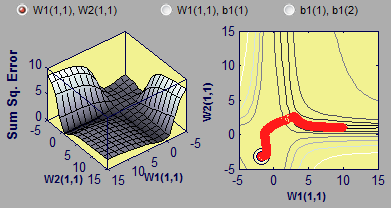 W1(1,1), W2(1,1)
W1(1,1), b1(1)
b1(1), b1(2)
Sum Sq. Error
10
5
0
-5
0
5
10
15
W2(1,1)
-5
0
5
10
15
W1(1,1)
W2(1,1)
15
10
5
0
-5
-5
0
5
10
15
W1(1,1)